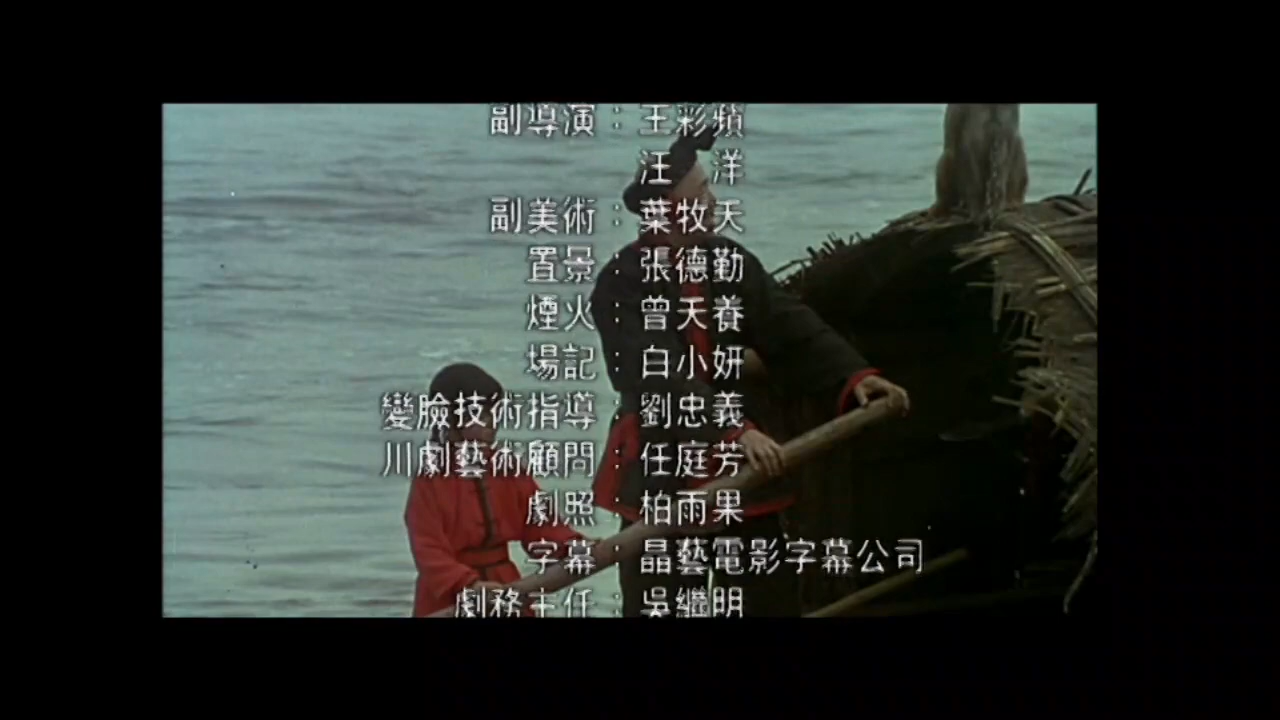 副導演：王彩蘋
汪　洋
副美術：葉牧天
置景：張德勤
煙火：曾天養
場記：白小妍
變臉技術指導：劉忠義
川劇藝術顧問：任庭芳
劇照：柏雨果
字幕：晶藝電影字幕公司
劇務主任：吳繼明